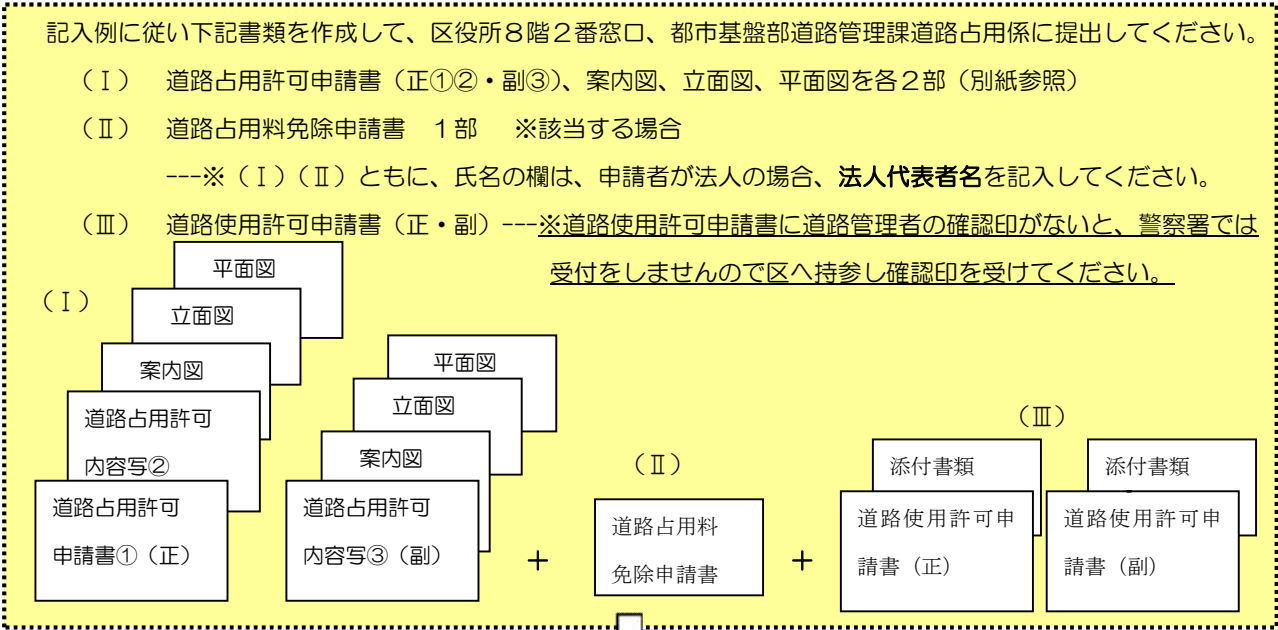 記入例に従い下記書類を作成して、区役所８階２番窓口、都市基盤部道路管理課道路占用係に提出してください。
（Ⅰ）　道路占用許可申請書（正①②・副③）、案内図、立面図、平面図を各２部（別紙参照）
（Ⅱ）　道路占用料免除申請書　１部　※該当する場合
---※（Ⅰ）（Ⅱ）ともに、氏名の欄は、申請者が法人の場合、法人代表者名を記入してください。
（Ⅲ）　道路使用許可申請書（正・副）---※道路使用許可申請書に道路管理者の確認印がないと、警察署では
受付をしませんので区へ持参し確認印を受けてください。
（Ⅰ）
平面図
立面図
案内図
道路占用許可
内容写②
道路占用許可
申請書①（正）
平面図
立面図
案内図
道路占用許可
内容写③（副）
+
（Ⅱ）
道路占用料
免除申請書
+
（Ⅲ）
添付書類
道路使用許可申
請書（正）
添付書類
道路使用許可申
請書（副）